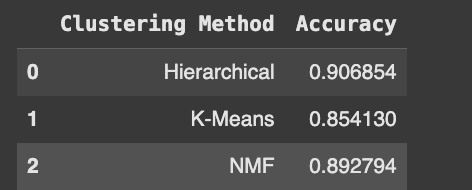 Clustering Method Accuracy
0 Hierarchical 0.906854
1 K-Means 0.854130
2 NMF 0.892794